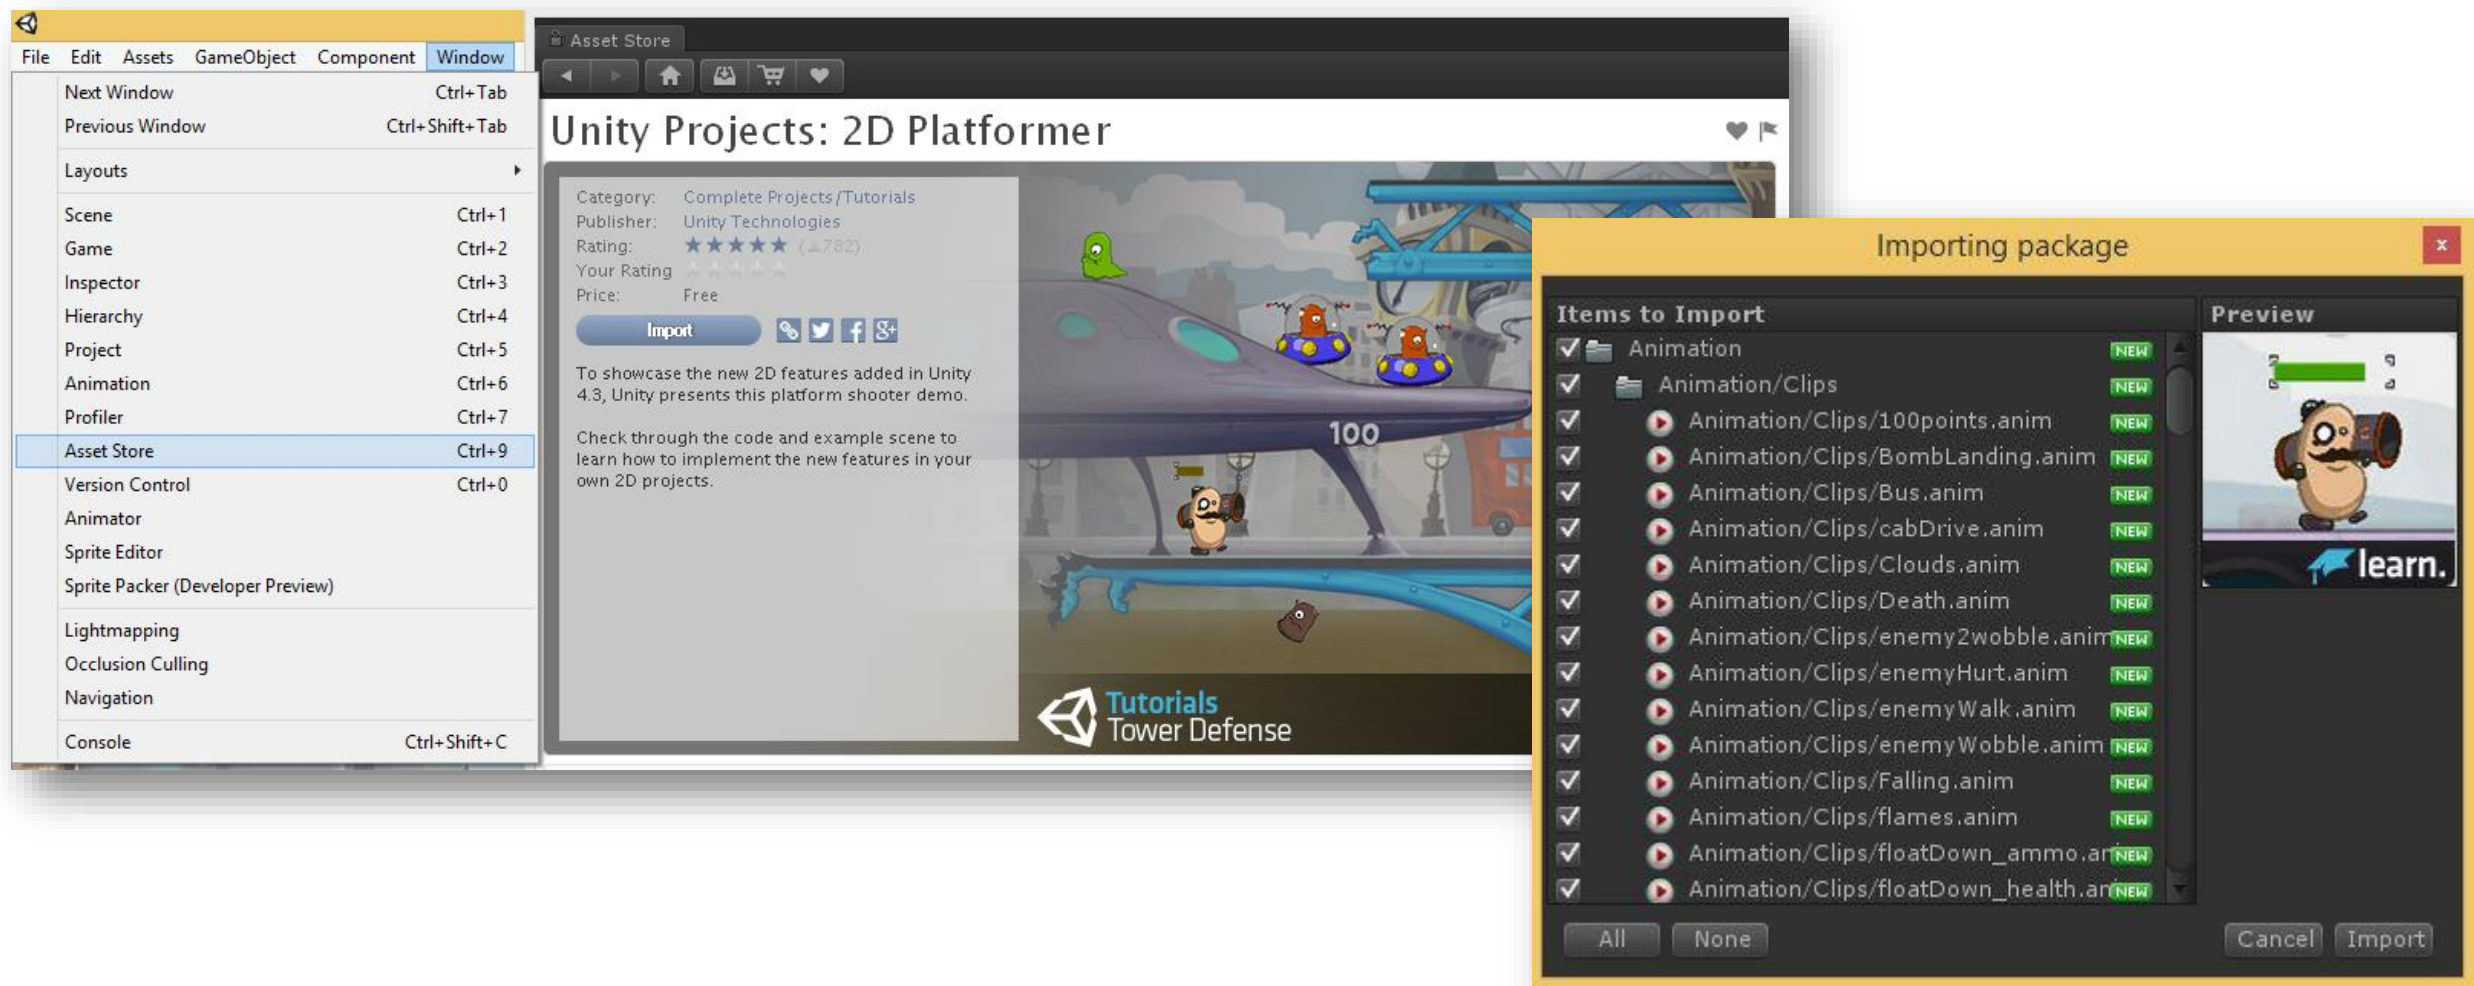 File Edit Assets GameObject Component Window
Next Window Ctrl+Tab
Previous Window Ctrl+Shift+Tab
Layouts
Scene Ctrl+1
Game Ctrl+2
Inspector Ctrl+3
Hierarchy Ctrl+4
Project Ctrl+5
Animation Ctrl+6
Profiler Ctrl+7
Asset Store Ctrl+9
Version Control Ctrl+0
Animator
Sprite Editor
Sprite Packer (Developer Preview)
Lightmapping
Occlusion Culling
Navigation
Console Ctrl+Shift+C
Asset Store
Unity Projects: 2D Platformer
Category: Complete Projects/Tutorials
Publisher: Unity Technologies
Rating: (782)
Your Rating
Price: Free
Import
To showcase the new 2D features added in Unity
4.3, Unity presents this platform shooter demo.
Check through the code and example scene to
learn how to implement the new features in your
own 2D projects.
100
Tutorials
Tower Defense
Importing package
Items to Import
Animation NEW
Animation/Clips NEW
Animation/Clips/100points.anim NEW
Animation/Clips/BombLanding.anim NEW
Animation/Clips/Bus.anim NEW
Animation/Clips/cabDrive.anim NEW
Animation/Clips/Clouds.anim NEW
Animation/Clips/Death.anim NEW
Animation/Clips/enemy2wobble.anim NEW
Animation/Clips/enemyHurt.anim NEW
Animation/Clips/enemyWalk.anim NEW
Animation/Clips/enemyWobble.anim NEW
Animation/Clips/Falling.anim NEW
Animation/Clips/flames.anim NEW
Animation/Clips/floatDown_ammo.an NEW
Animation/Clips/floatDown_health.an NEW
Preview
learn.
All None Cancel Import